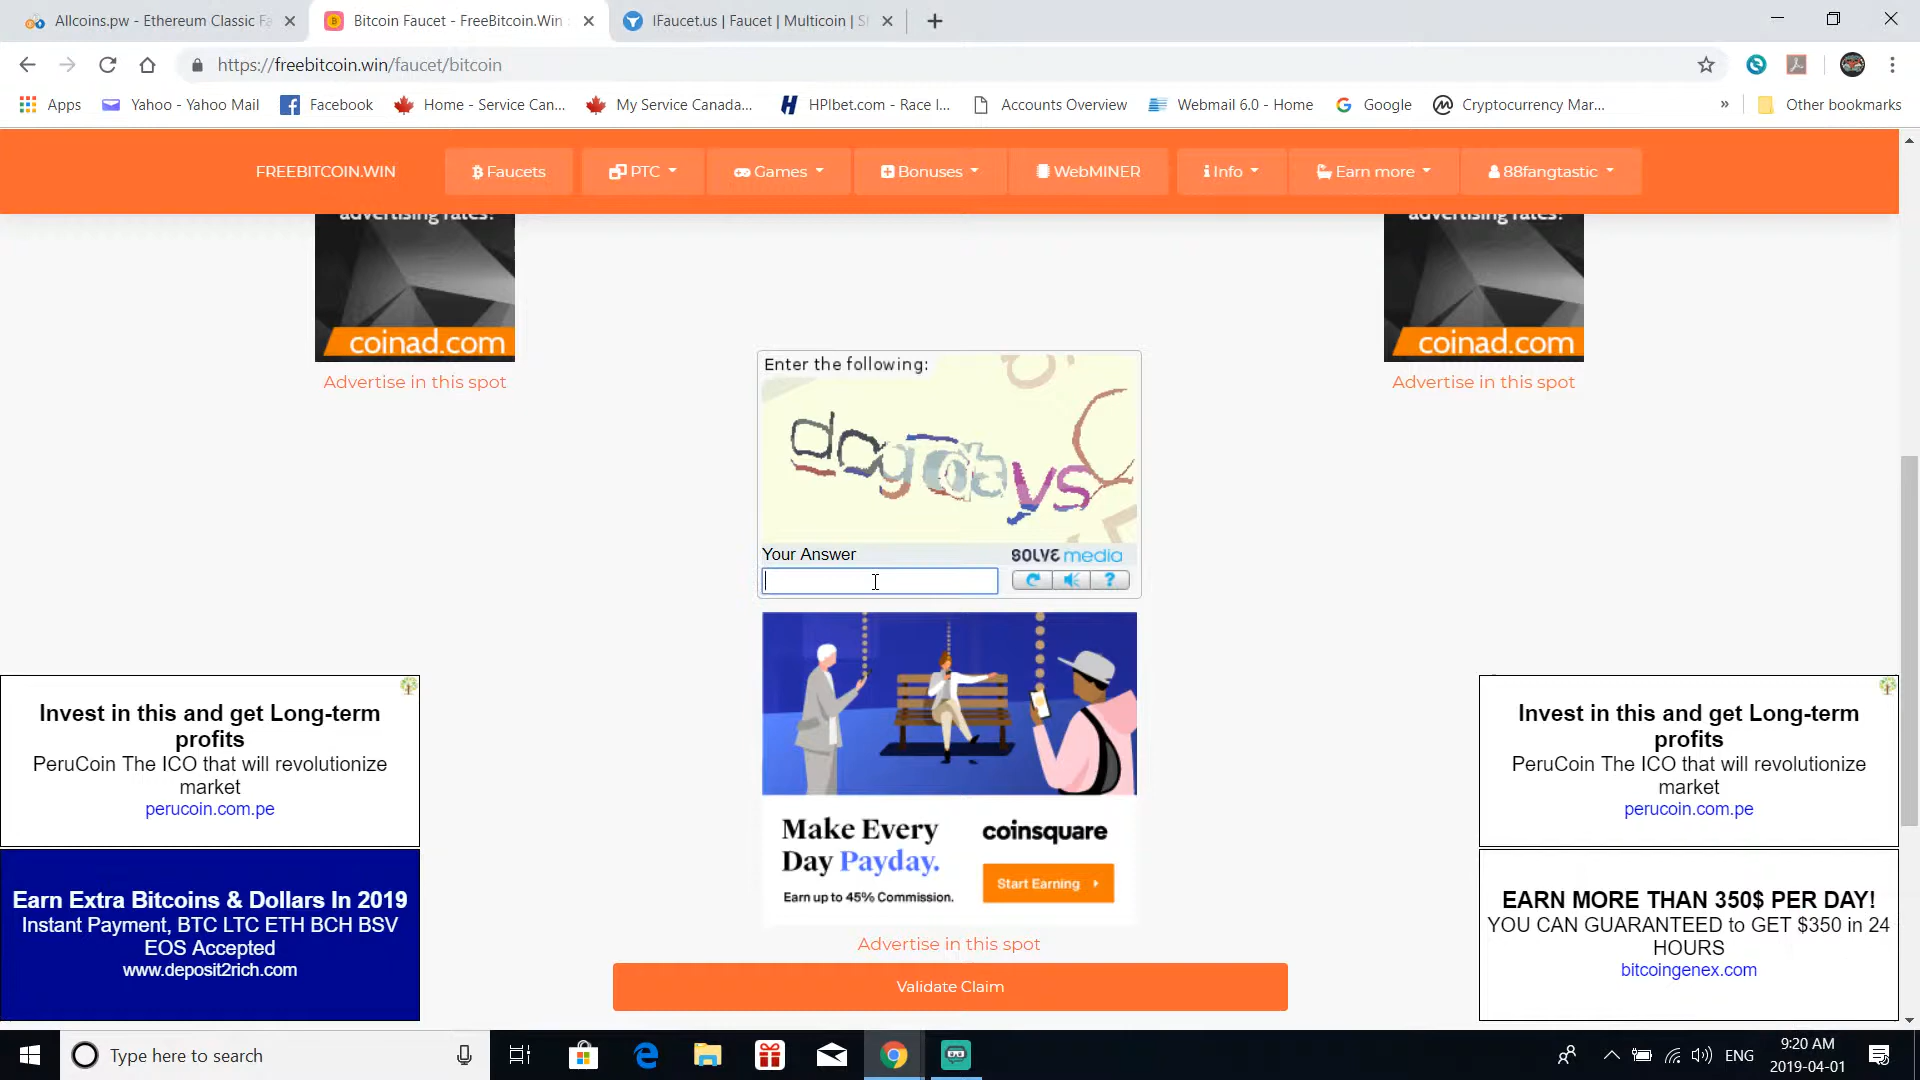 Allcoins.pw - Ethereum Classic Fa
Bitcoin Faucet - FreeBitcoin.Win
IFaucet.us | Faucet | Multicoin | S
https://freebitcoin.win/faucet/bitcoin
Apps
Yahoo - Yahoo Mail
Facebook
Home - Service Can...
My Service Canada...
HPIbet.com - Race I...
Accounts Overview
Webmail 6.0 - Home
Google
Cryptocurrency Mar...
»
Other bookmarks
FREEBITCOIN.WIN
Faucets
PTC
Games
Bonuses
WebMINER
Info
Earn more
88fangtastic
advertising rates!
coinad.com
Advertise in this spot
advertising rates!
coinad.com
Advertise in this spot
Enter the following:
dog days
Your Answer
SOLVE media
?
Make Every
Day Payday.
Earn up to 45% Commission.
coinsquare
Start Earning
Advertise in this spot
Validate Claim
Invest in this and get Long-term
profits
PeruCoin The ICO that will revolutionize
market
perucoin.com.pe
Earn Extra Bitcoins & Dollars In 2019
Instant Payment, BTC LTC ETH BCH BSV
EOS Accepted
www.deposit2rich.com
Invest in this and get Long-term
profits
PeruCoin The ICO that will revolutionize
market
perucoin.com.pe
EARN MORE THAN 350$ PER DAY!
YOU CAN GUARANTEED to GET $350 in 24
HOURS
bitcoingenex.com
Type here to search
ENG
9:20 AM
2019-04-01